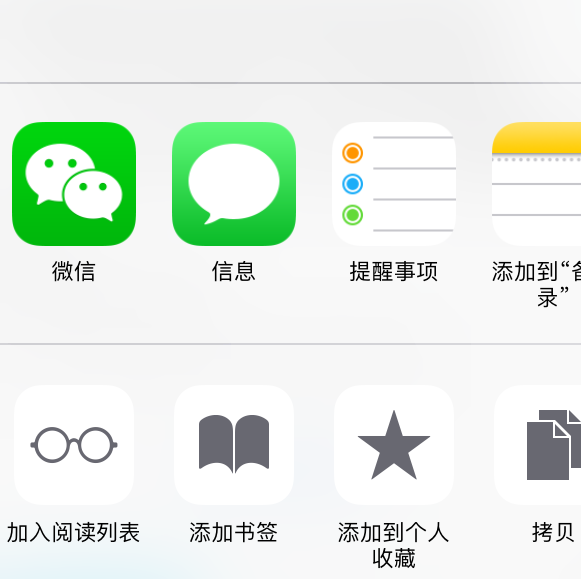 微信
信息
提醒事项
添加到“备
录”
加入阅读列表
添加书签
添加到个人
收藏
拷贝